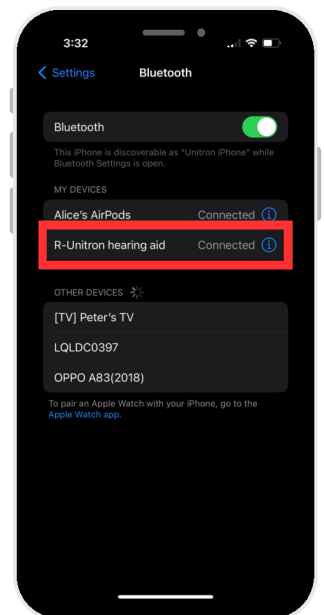 3:32
Settings Bluetooth
Bluetooth
This iPhone is discoverable as "Unitron iPhone" while
Bluetooth Settings is open.
MY DEVICES
Alice's AirPods Connected
R-Unitron hearing aid Connected
OTHER DEVICES
[TV] Peter's TV
LQLDC0397
OPPO A83(2018)
To pair an Apple Watch with your iPhone, go to the
Apple Watch app.